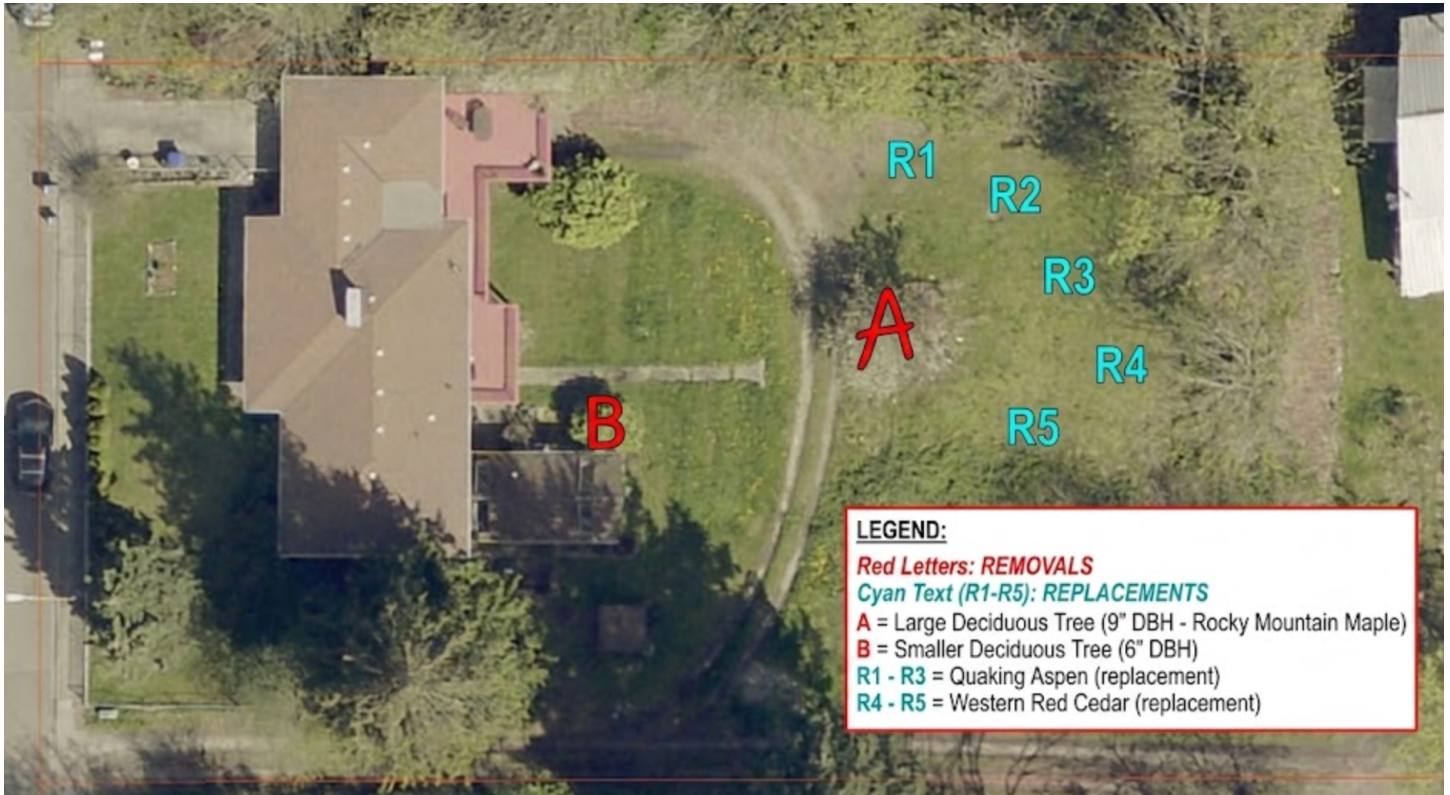 R1
R2
R3
A
R4
B
R5
LEGEND:
Red Letters: REMOVALS
Cyan Text (R1-R5): REPLACEMENTS
A = Large Deciduous Tree (9" DBH - Rocky Mountain Maple)
B = Smaller Deciduous Tree (6" DBH)
R1 - R3 = Quaking Aspen (replacement)
R4 - R5 = Western Red Cedar (replacement)